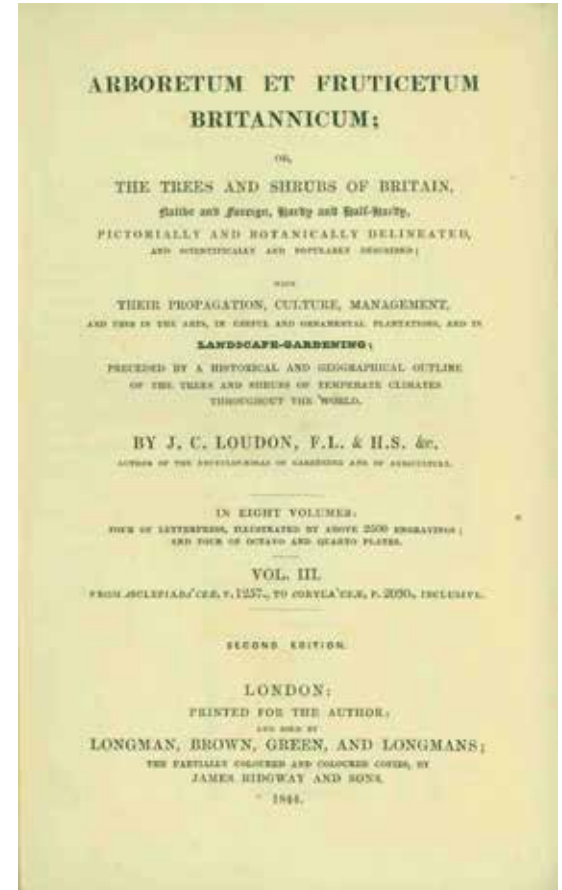 ARBORETUM ET FRUTICETUM
BRITANNICUM;
OR,
THE TREES AND SHRUBS OF BRITAIN,
Native and Foreign, Hardy and Half-Hardy,
PICTORIALLY AND BOTANICALLY DELINEATED,
AND SCIENTIFICALLY AND POPULARLY DESCRIBED;
WITH
THEIR PROPAGATION, CULTURE, MANAGEMENT,
AND USES IN THE ARTS, IN USEFUL AND ORNAMENTAL PLANTATIONS, AND IN
LANDSCAPE-GARDENING;
PRECEDED BY A HISTORICAL AND GEOGRAPHICAL OUTLINE
OF THE TREES AND SHRUBS OF TEMPERATE CLIMATES
THROUGHOUT THE WORLD.
BY J. C. LOUDON, F.L. & H.S. &c.
AUTHOR OF THE ENCYCLOPÆDIAS OF GARDENING AND OF AGRICULTURE.
IN EIGHT VOLUMES:
FOUR OF LETTERPRESS, ILLUSTRATED BY ABOVE 2500 ENGRAVINGS;
AND FOUR OF OCTAVO AND QUARTO PLATES.
VOL. III.
FROM ASCLEPIADA'CEÆ, P. 1257., TO CORYLA'CEÆ, P. 2030., INCLUSIVE.
SECOND EDITION.
LONDON:
PRINTED FOR THE AUTHOR;
AND SOLD BY
LONGMAN, BROWN, GREEN, AND LONGMANS;
THE PARTIALLY COLOURED AND COLOURED COPIES, BY
JAMES RIDGWAY AND SONS.
1844.